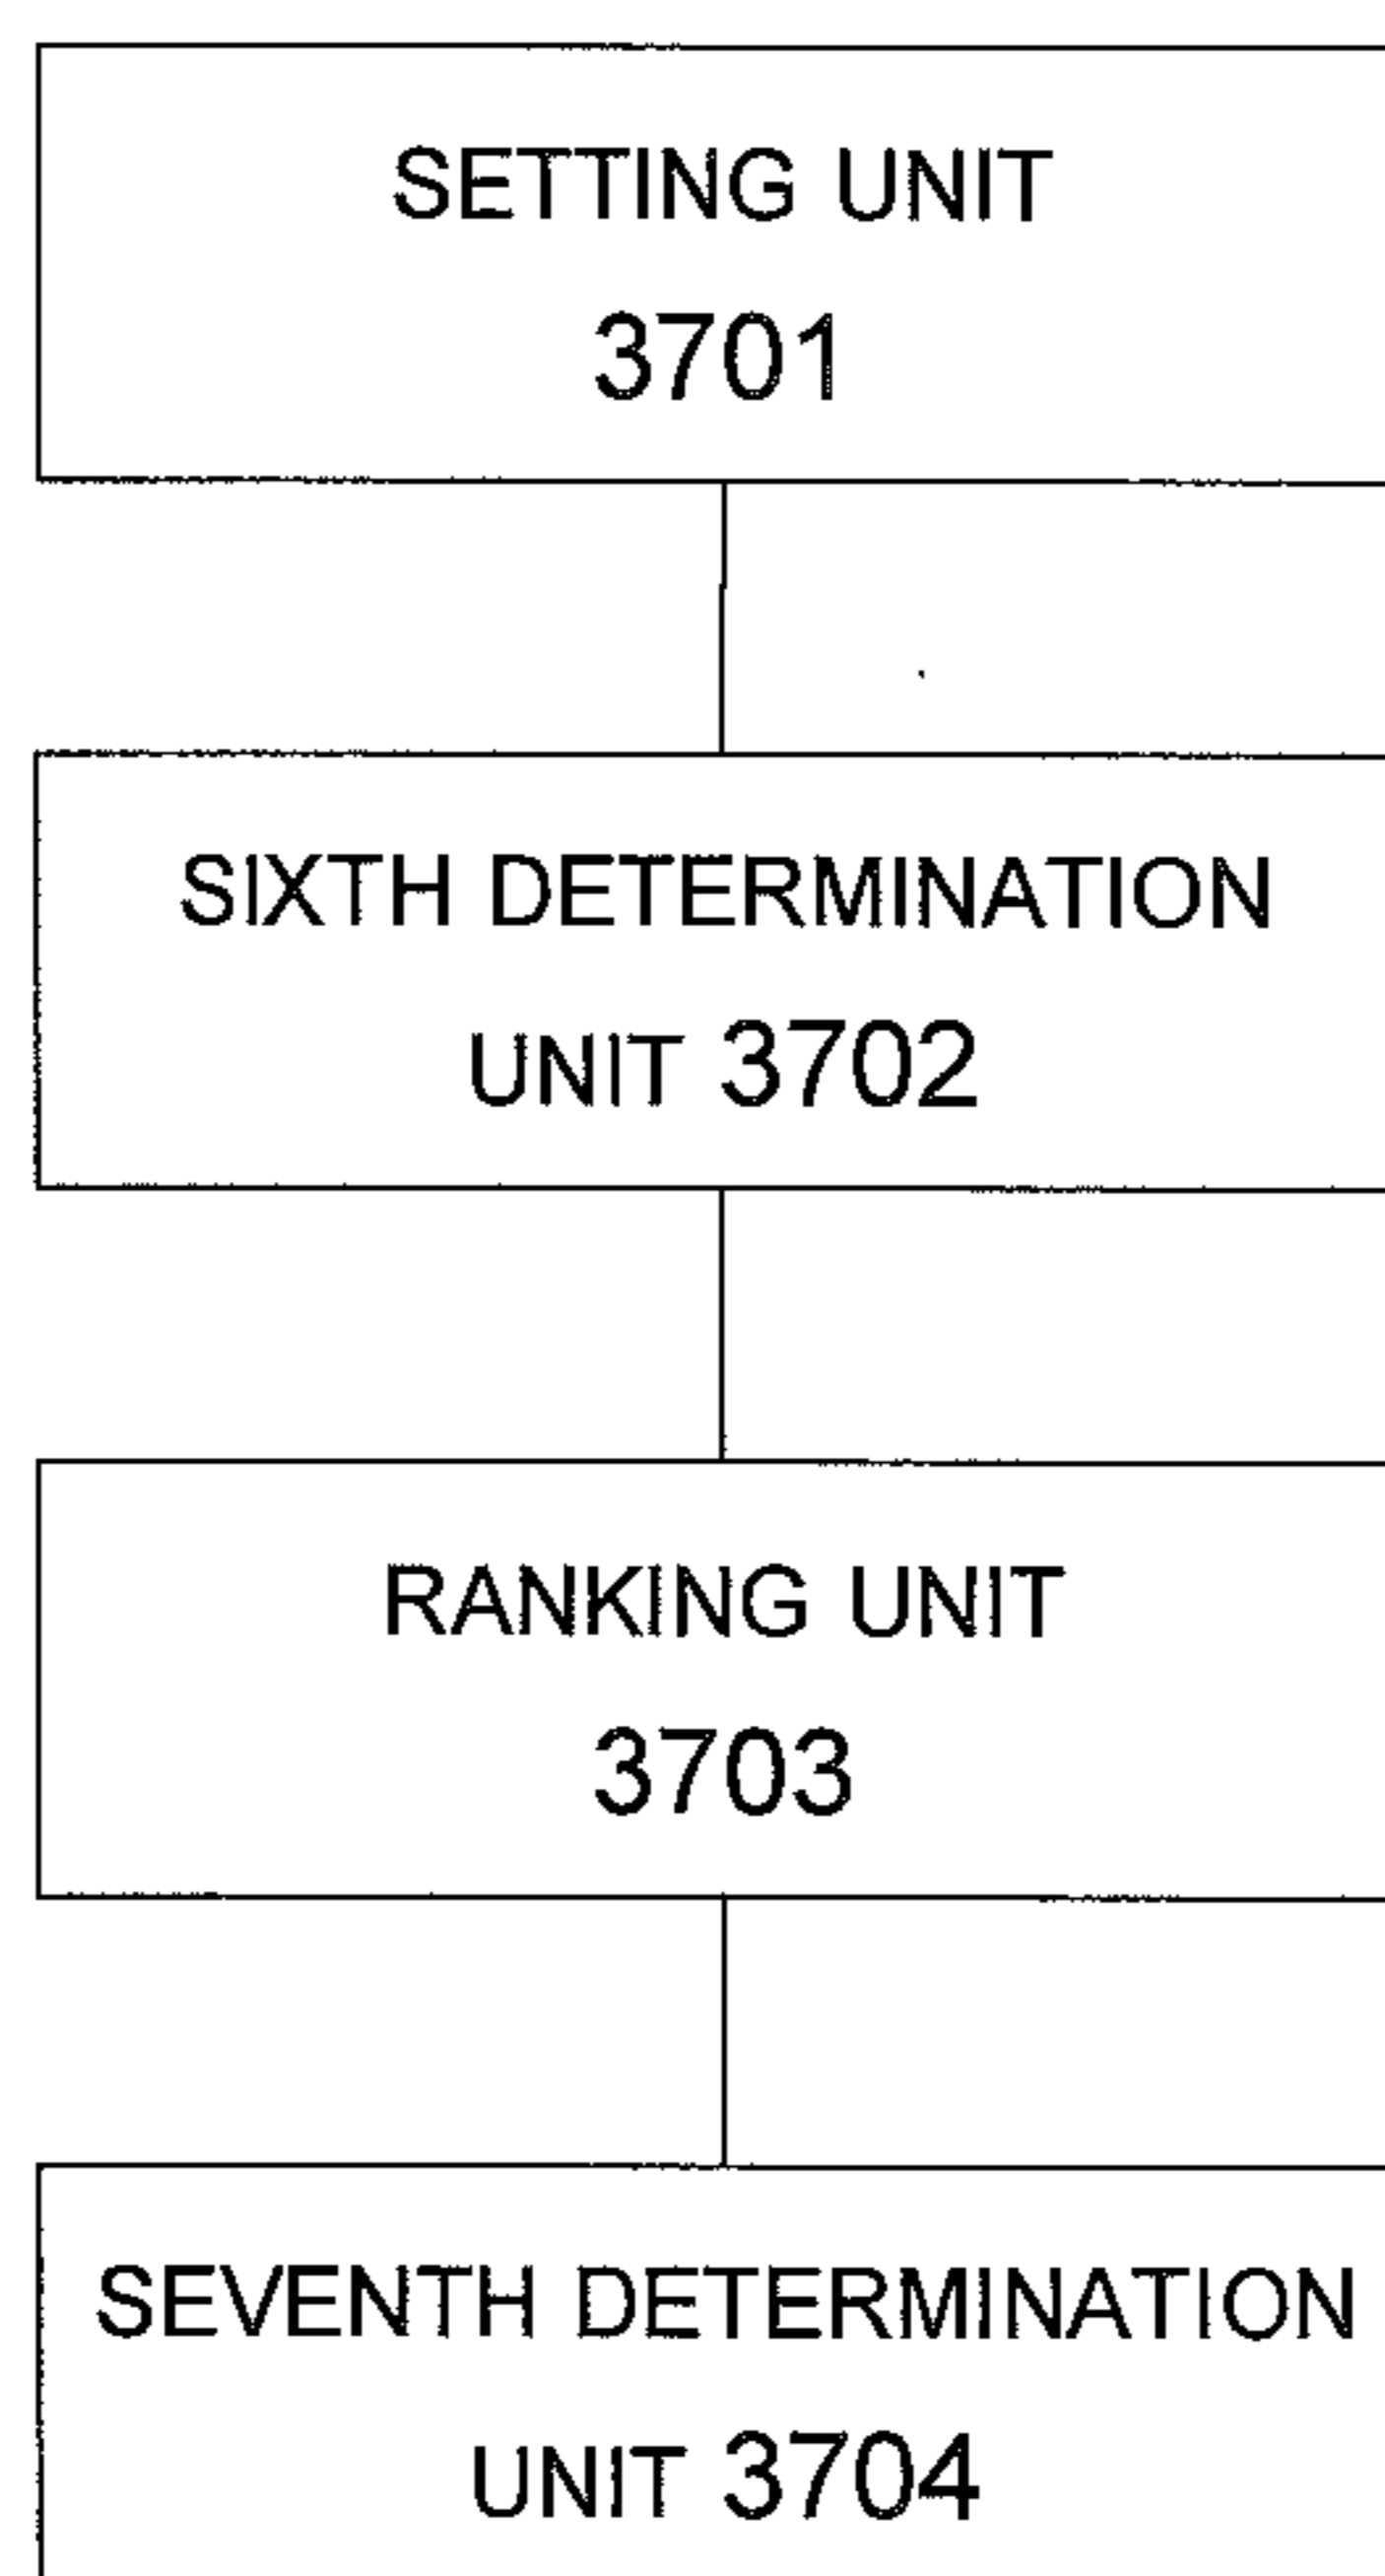 SETTING UNIT
3701
SIXTH DETERMINATION
UNIT 3702
RANKING UNIT
3703
SEVENTH DETERMINATION
UNIT 3704